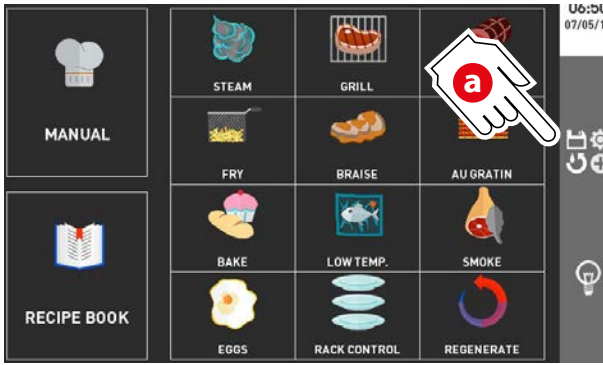 06:50
07/05/1
STEAM
GRILL
a
MANUAL
FRY
BRAISE
AU GRATIN
BAKE
LOW TEMP.
SMOKE
RECIPE BOOK
EGGS
RACK CONTROL
REGENERATE